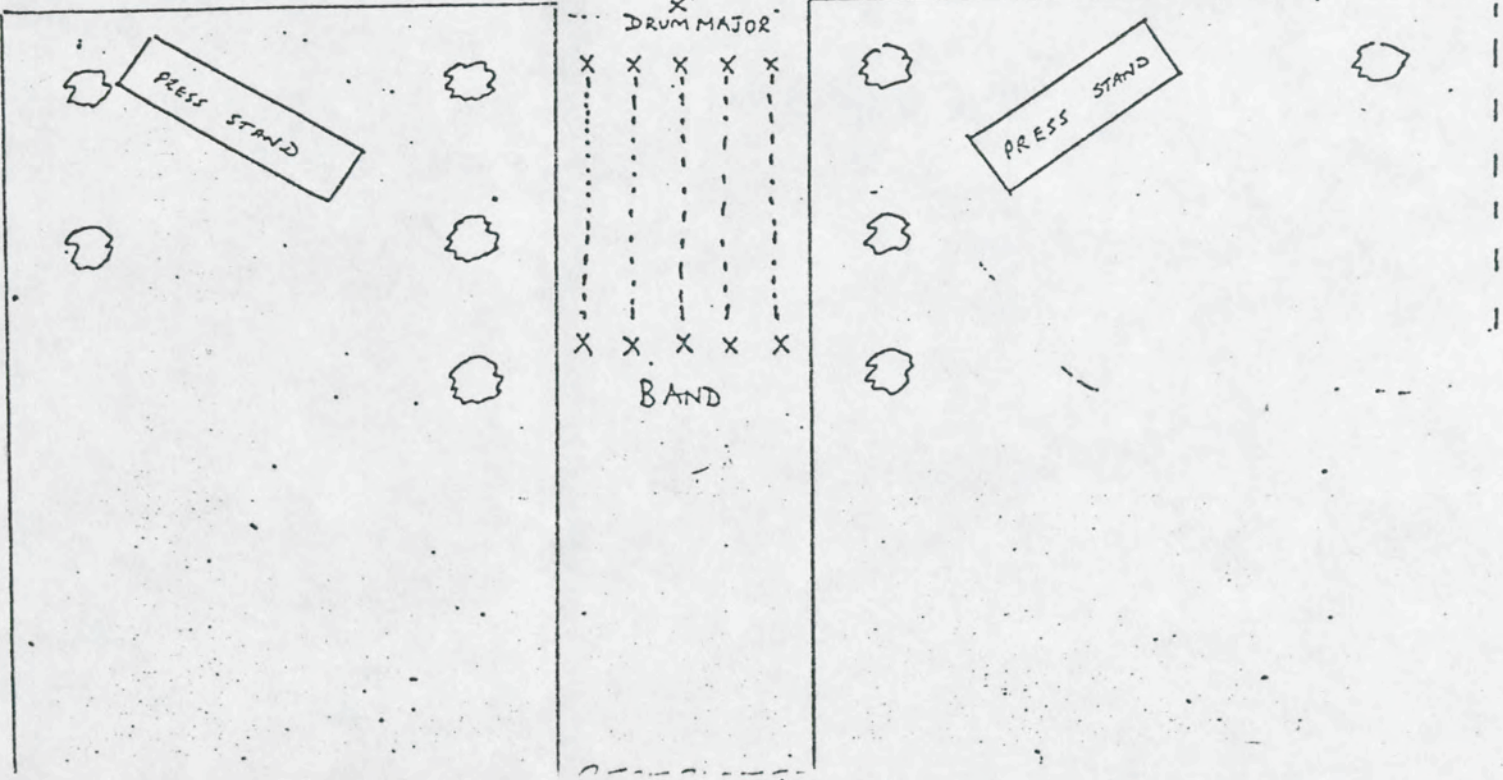 X
DRUM MAJOR
PRESS STAND
X X X X X
PRESS STAND
X X X X X
BAND